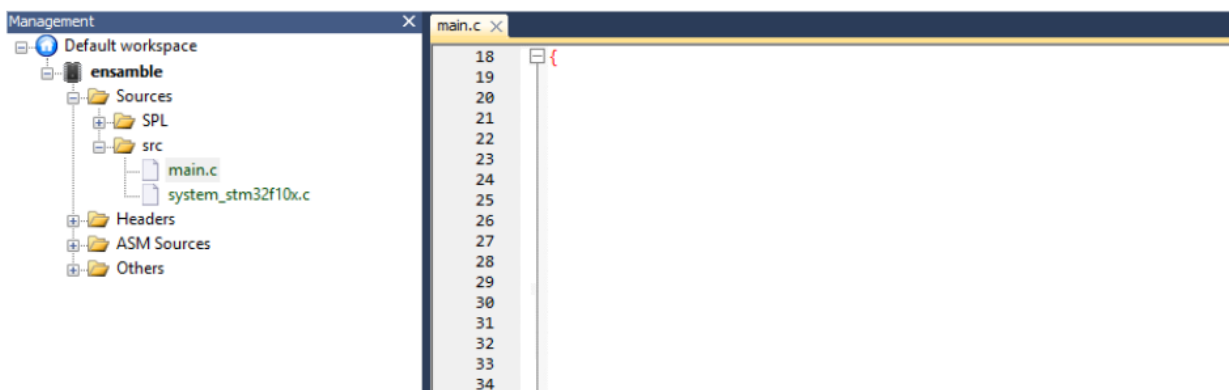 Management
Default workspace
ensamble
Sources
SPL
src
main.c
system_stm32f10x.c
Headers
ASM Sources
Others
main.c
18 {
19
20
21
22
23
24
25
26
27
28
29
30
31
32
33
34